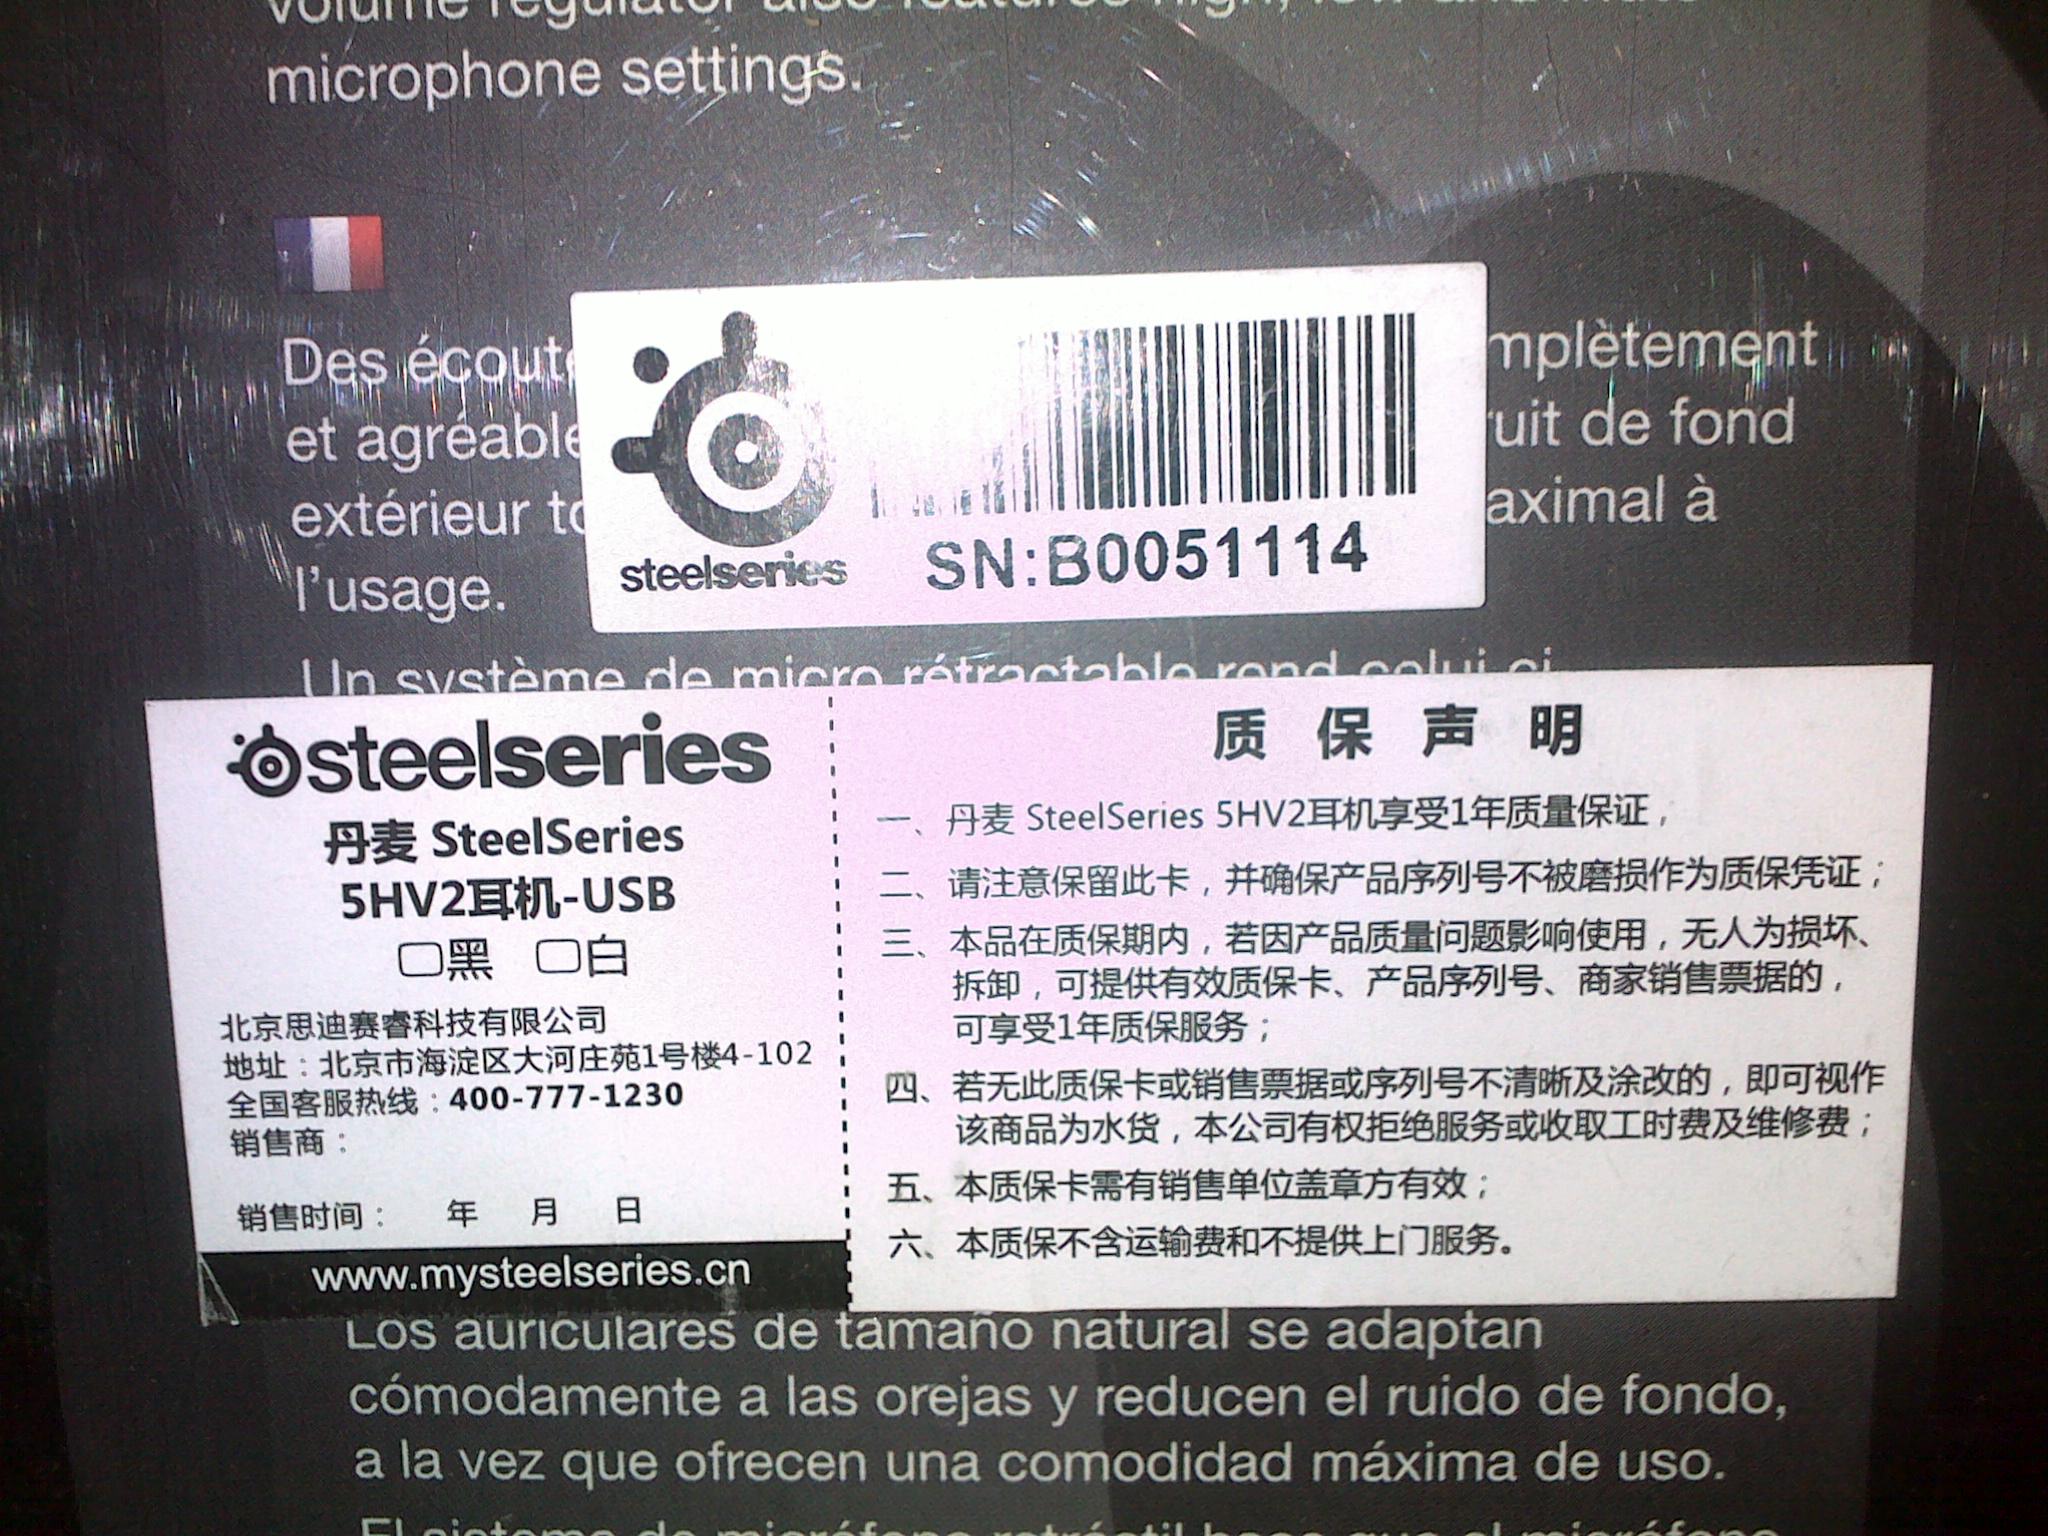 microphone settings.
Des
et
extérieur
l'usage.
mplètement
de fond
aximal à
steelseries
SN:B0051114
Un système de micro rétractable rend celui-ci
steelseries
丹麦 SteelSeries
5HV2耳机-USB
黑 白
北京思迪赛睿科技有限公司
地址：北京市海淀区大河庄苑1号楼4-102
全国客服热线：400-777-1230
销售商：
销售时间： 年 月 日
www.mysteelseries.cn
质保声明
一、丹麦 SteelSeries 5HV2耳机享受1年质量保证，
二、请注意保留此卡，并确保产品序列号不被磨损作为质保凭证；
三、本品在质保期内，若因产品质量问题影响使用，无人为损坏、
拆卸，可提供有效质保卡、产品序列号、商家销售票据的，
可享受1年质保服务；
四、若无此质保卡或销售票据或序列号不清晰及涂改的，即可视作
该商品为水货，本公司有权拒绝服务或收取工时费及维修费；
五、本质保卡需有销售单位盖章方有效；
六、本质保不含运输费和不提供上门服务。
Los auriculares de tamaño natural se adaptan
cómodamente a las orejas y reducen el ruido de fondo,
a la vez que ofrecen una comodidad máxima de uso.